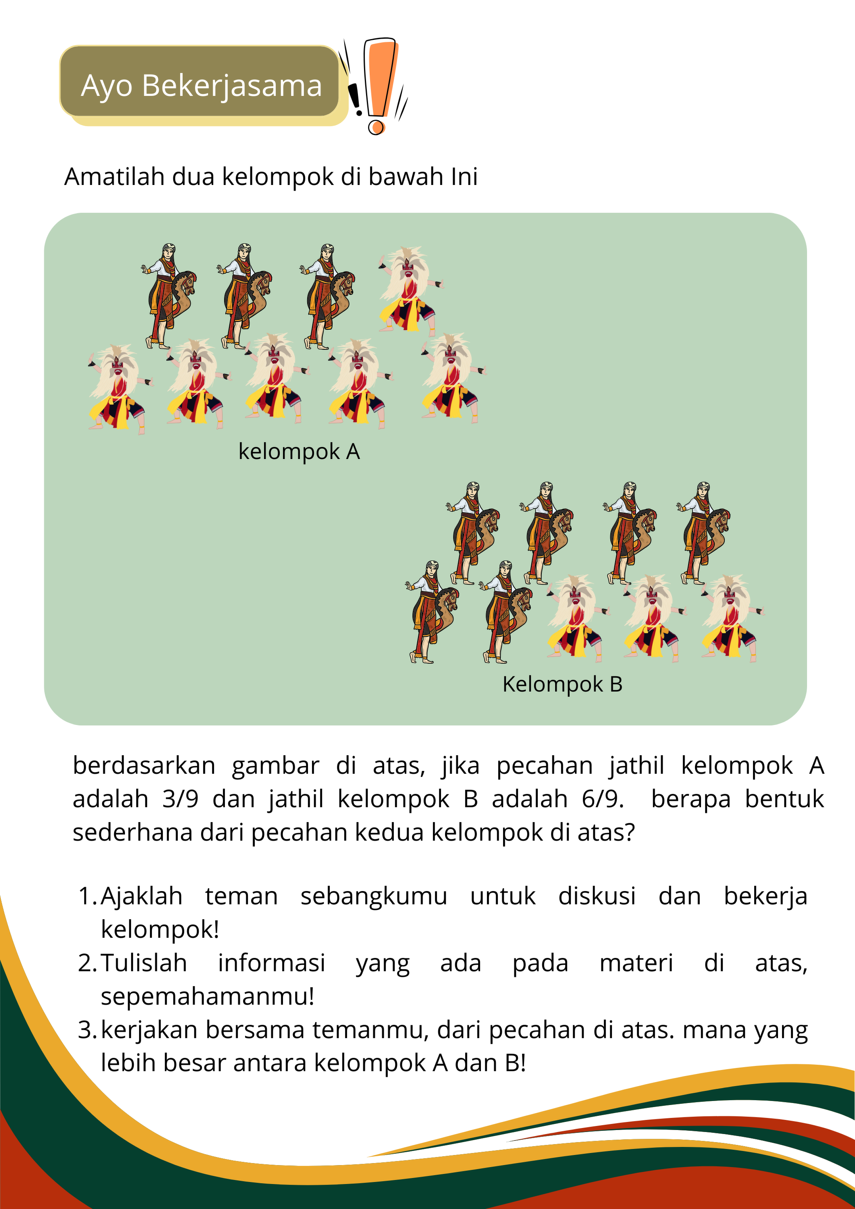 Ayo Bekerjasama
Amatilah dua kelompok di bawah Ini
kelompok A
Kelompok B
berdasarkan gambar di atas, jika pecahan jathil kelompok A
adalah 3/9 dan jathil kelompok B adalah 6/9. berapa bentuk
sederhana dari pecahan kedua kelompok di atas?
1. Ajaklah teman sebangkumu untuk diskusi dan bekerja
kelompok!
2. Tulislah informasi yang ada pada materi di atas,
sepemahamanmu!
3. kerjakan bersama temanmu, dari pecahan di atas. mana yang
lebih besar antara kelompok A dan B!